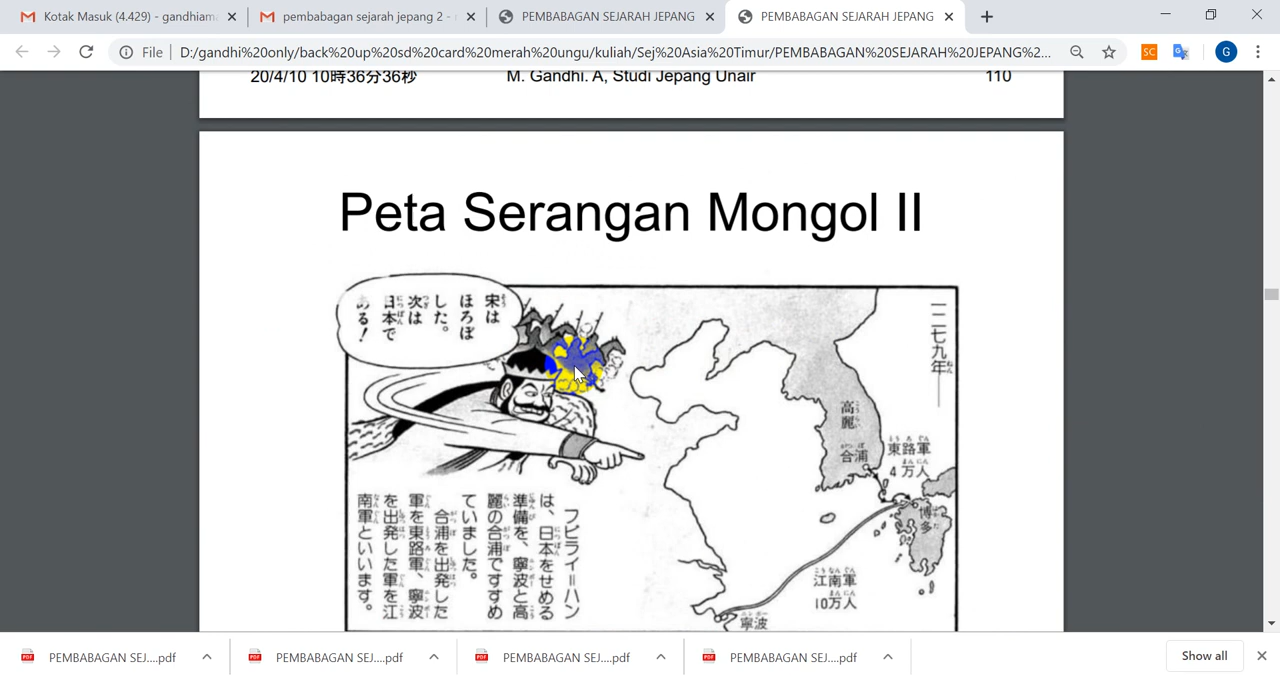 Kotak Masuk (4.429) - gandhiam
pembabagan sejarah jepang 2 -
PEMBABAGAN SEJARAH JEPANG
PEMBABAGAN SEJARAH JEPANG
File
D:/gandhi%20only/back%20up%20sd%20card%20merah%20ungu/kuliah/Sej%20Asia%20Timur/PEMBABAGAN%20SEJARAH%20JEPANG%2...
SC
G
20/4/10 10時36分36秒
M. Gandhi. A, Studi Jepang Unair
110
Peta Serangan Mongol II
宋は
ほろぼ
した。
次は
日本で
ある!
一二七九年
高麗
合浦
東路軍
4万人
博多
江南軍
10万人
寧波
フビライ=ハン
は、日本をせめる
準備を、寧波と高
麗の合浦ですすめ
ていました。
合浦を出発した
軍を東路軍、寧波
を出発した軍を江
南軍といいます。
PEMBABAGAN SEJ....pdf
PEMBABAGAN SEJ....pdf
PEMBABAGAN SEJ....pdf
PEMBABAGAN SEJ....pdf
Show all